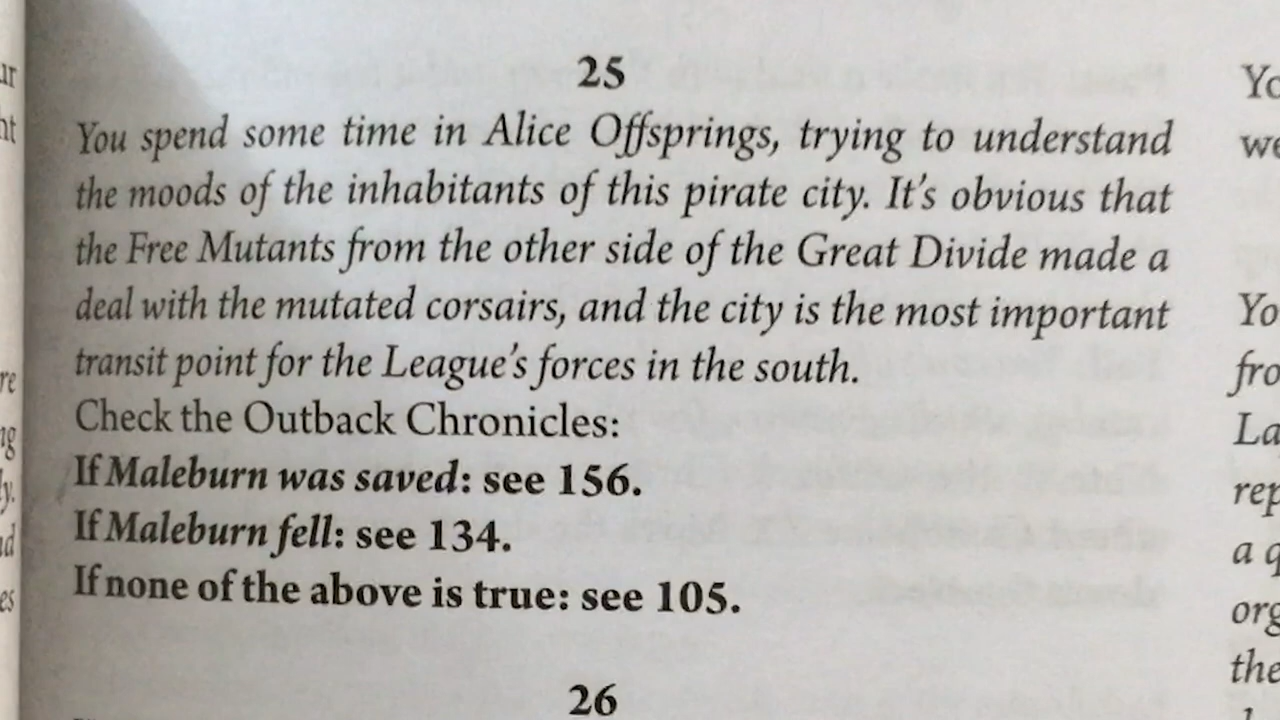 25
You spend some time in Alice Offsprings, trying to understand
the moods of the inhabitants of this pirate city. It's obvious that
the Free Mutants from the other side of the Great Divide made a
deal with the mutated corsairs, and the city is the most important
transit point for the League's forces in the south.
Check the Outback Chronicles:
If Maleburn was saved: see 156.
If Maleburn fell: see 134.
If none of the above is true: see 105.
26